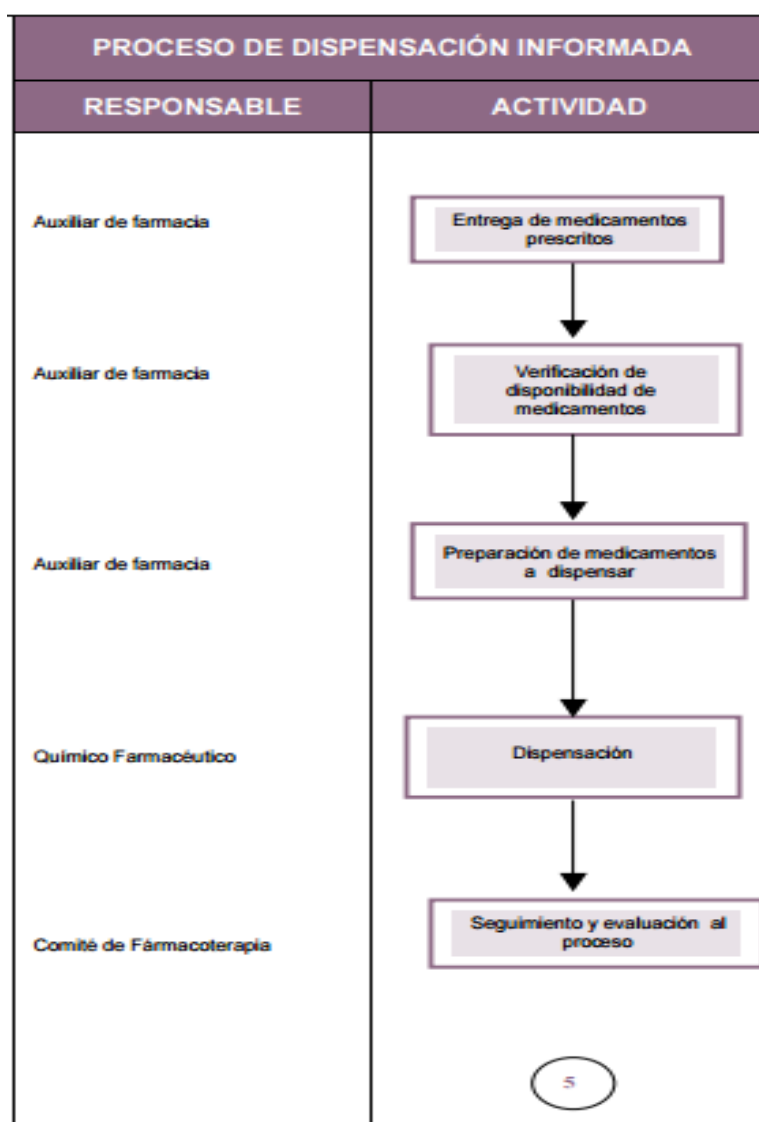 PROCESO DE DISPENSACIÓN INFORMADA
RESPONSABLE
ACTIVIDAD
Auxiliar de farmacia
Entrega de medicamentos
prescritos
Auxiliar de farmacia
Verificación de
disponibilidad de
medicamentos
Auxiliar de farmacia
Preparación de medicamentos
a dispensar
Químico Farmacéutico
Dispensación
Comité de Fármacoterapia
Seguimiento y evaluación al
proceso
5